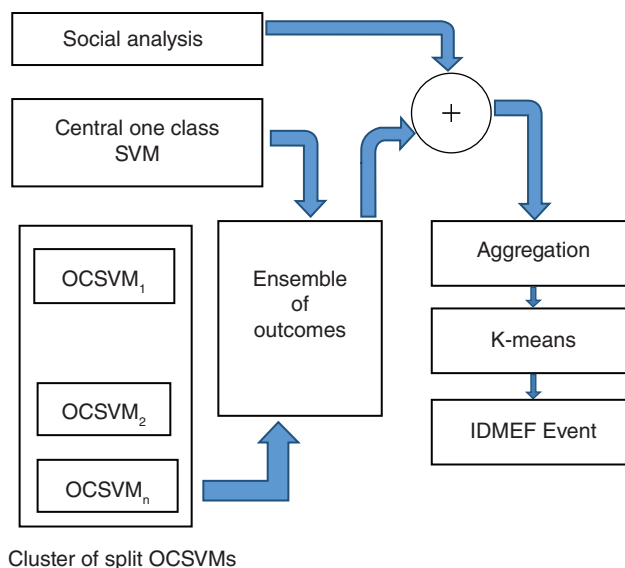 Social analysis
Central one class
SVM
+
OCSVM1
OCSVM2
OCSVMn
Ensemble
of
outcomes
Aggregation
K-means
IDMEF Event
Cluster of split OCSVMs